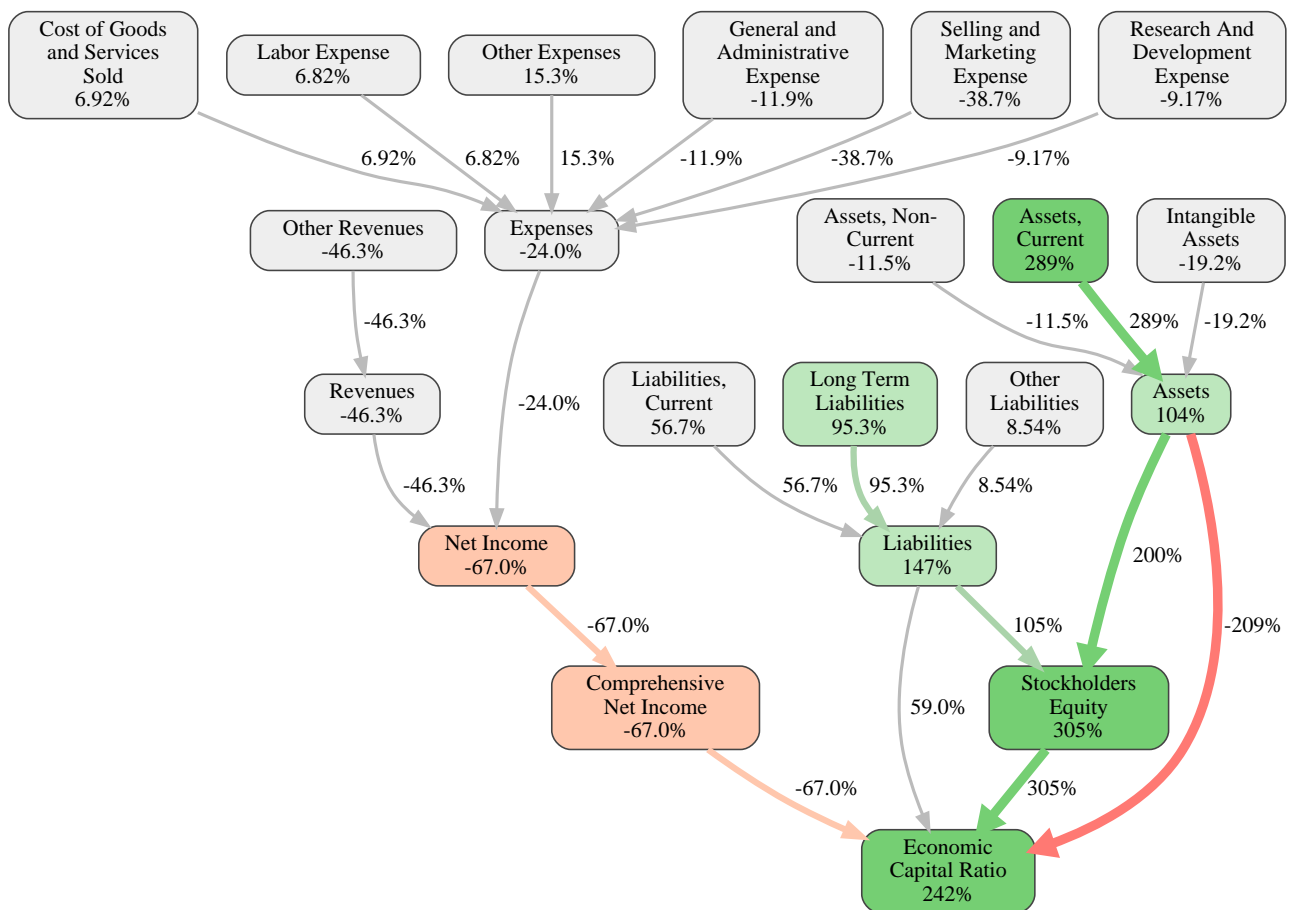 Cost of Goods
and Services
Sold
6.92%
Labor Expense
6.82%
Other Expenses
15.3%
General and
Administrative
Expense
-11.9%
Selling and
Marketing
Expense
-38.7%
Research And
Development
Expense
-9.17%
6.92%
6.82%
15.3%
-11.9%
-38.7%
-9.17%
Other Revenues
-46.3%
Expenses
-24.0%
Assets, Non-
Current
-11.5%
Assets,
Current
289%
Intangible
Assets
-19.2%
-46.3%
-11.5%
289%
-19.2%
Revenues
-46.3%
-24.0%
Liabilities,
Current
56.7%
Long Term
Liabilities
95.3%
Other
Liabilities
8.54%
Assets
104%
-46.3%
56.7%
95.3%
8.54%
Net Income
-67.0%
Liabilities
147%
200%
-67.0%
105%
-209%
Comprehensive
Net Income
-67.0%
59.0%
Stockholders
Equity
305%
-67.0%
305%
Economic
Capital Ratio
242%